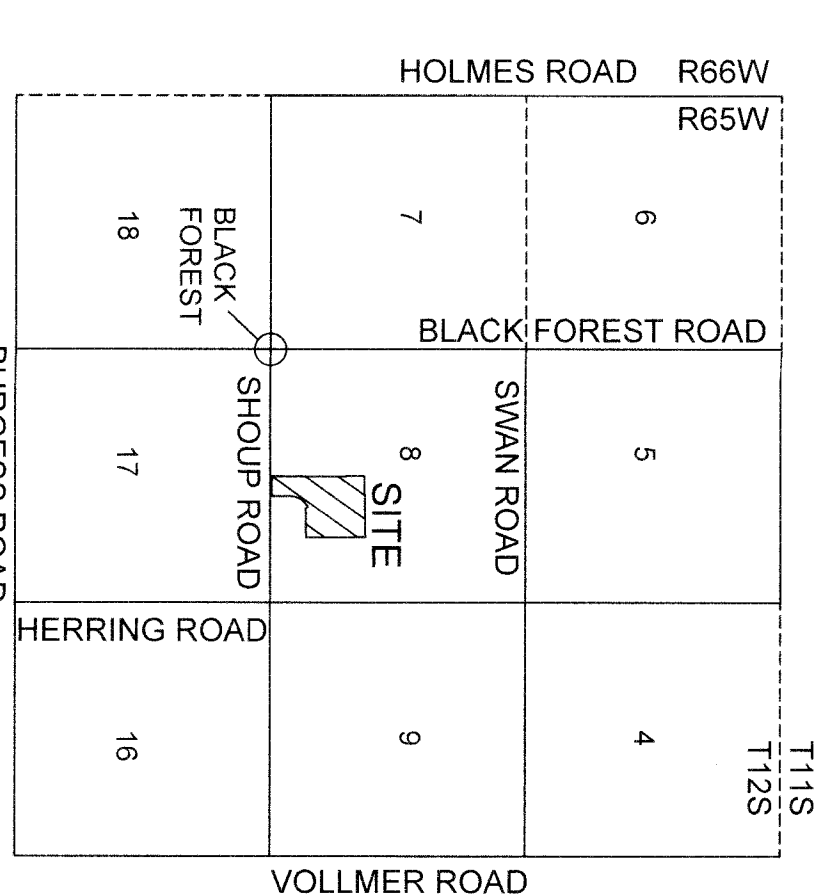 HOLMES ROAD
R66W
R65W
18
7
6
BLACK
FOREST
BLACK FOREST ROAD
17
SHOUP ROAD
8
SITE
SWAN ROAD
5
HERRING ROAD
16
9
4
T11S
T12S
VOLLMER ROAD